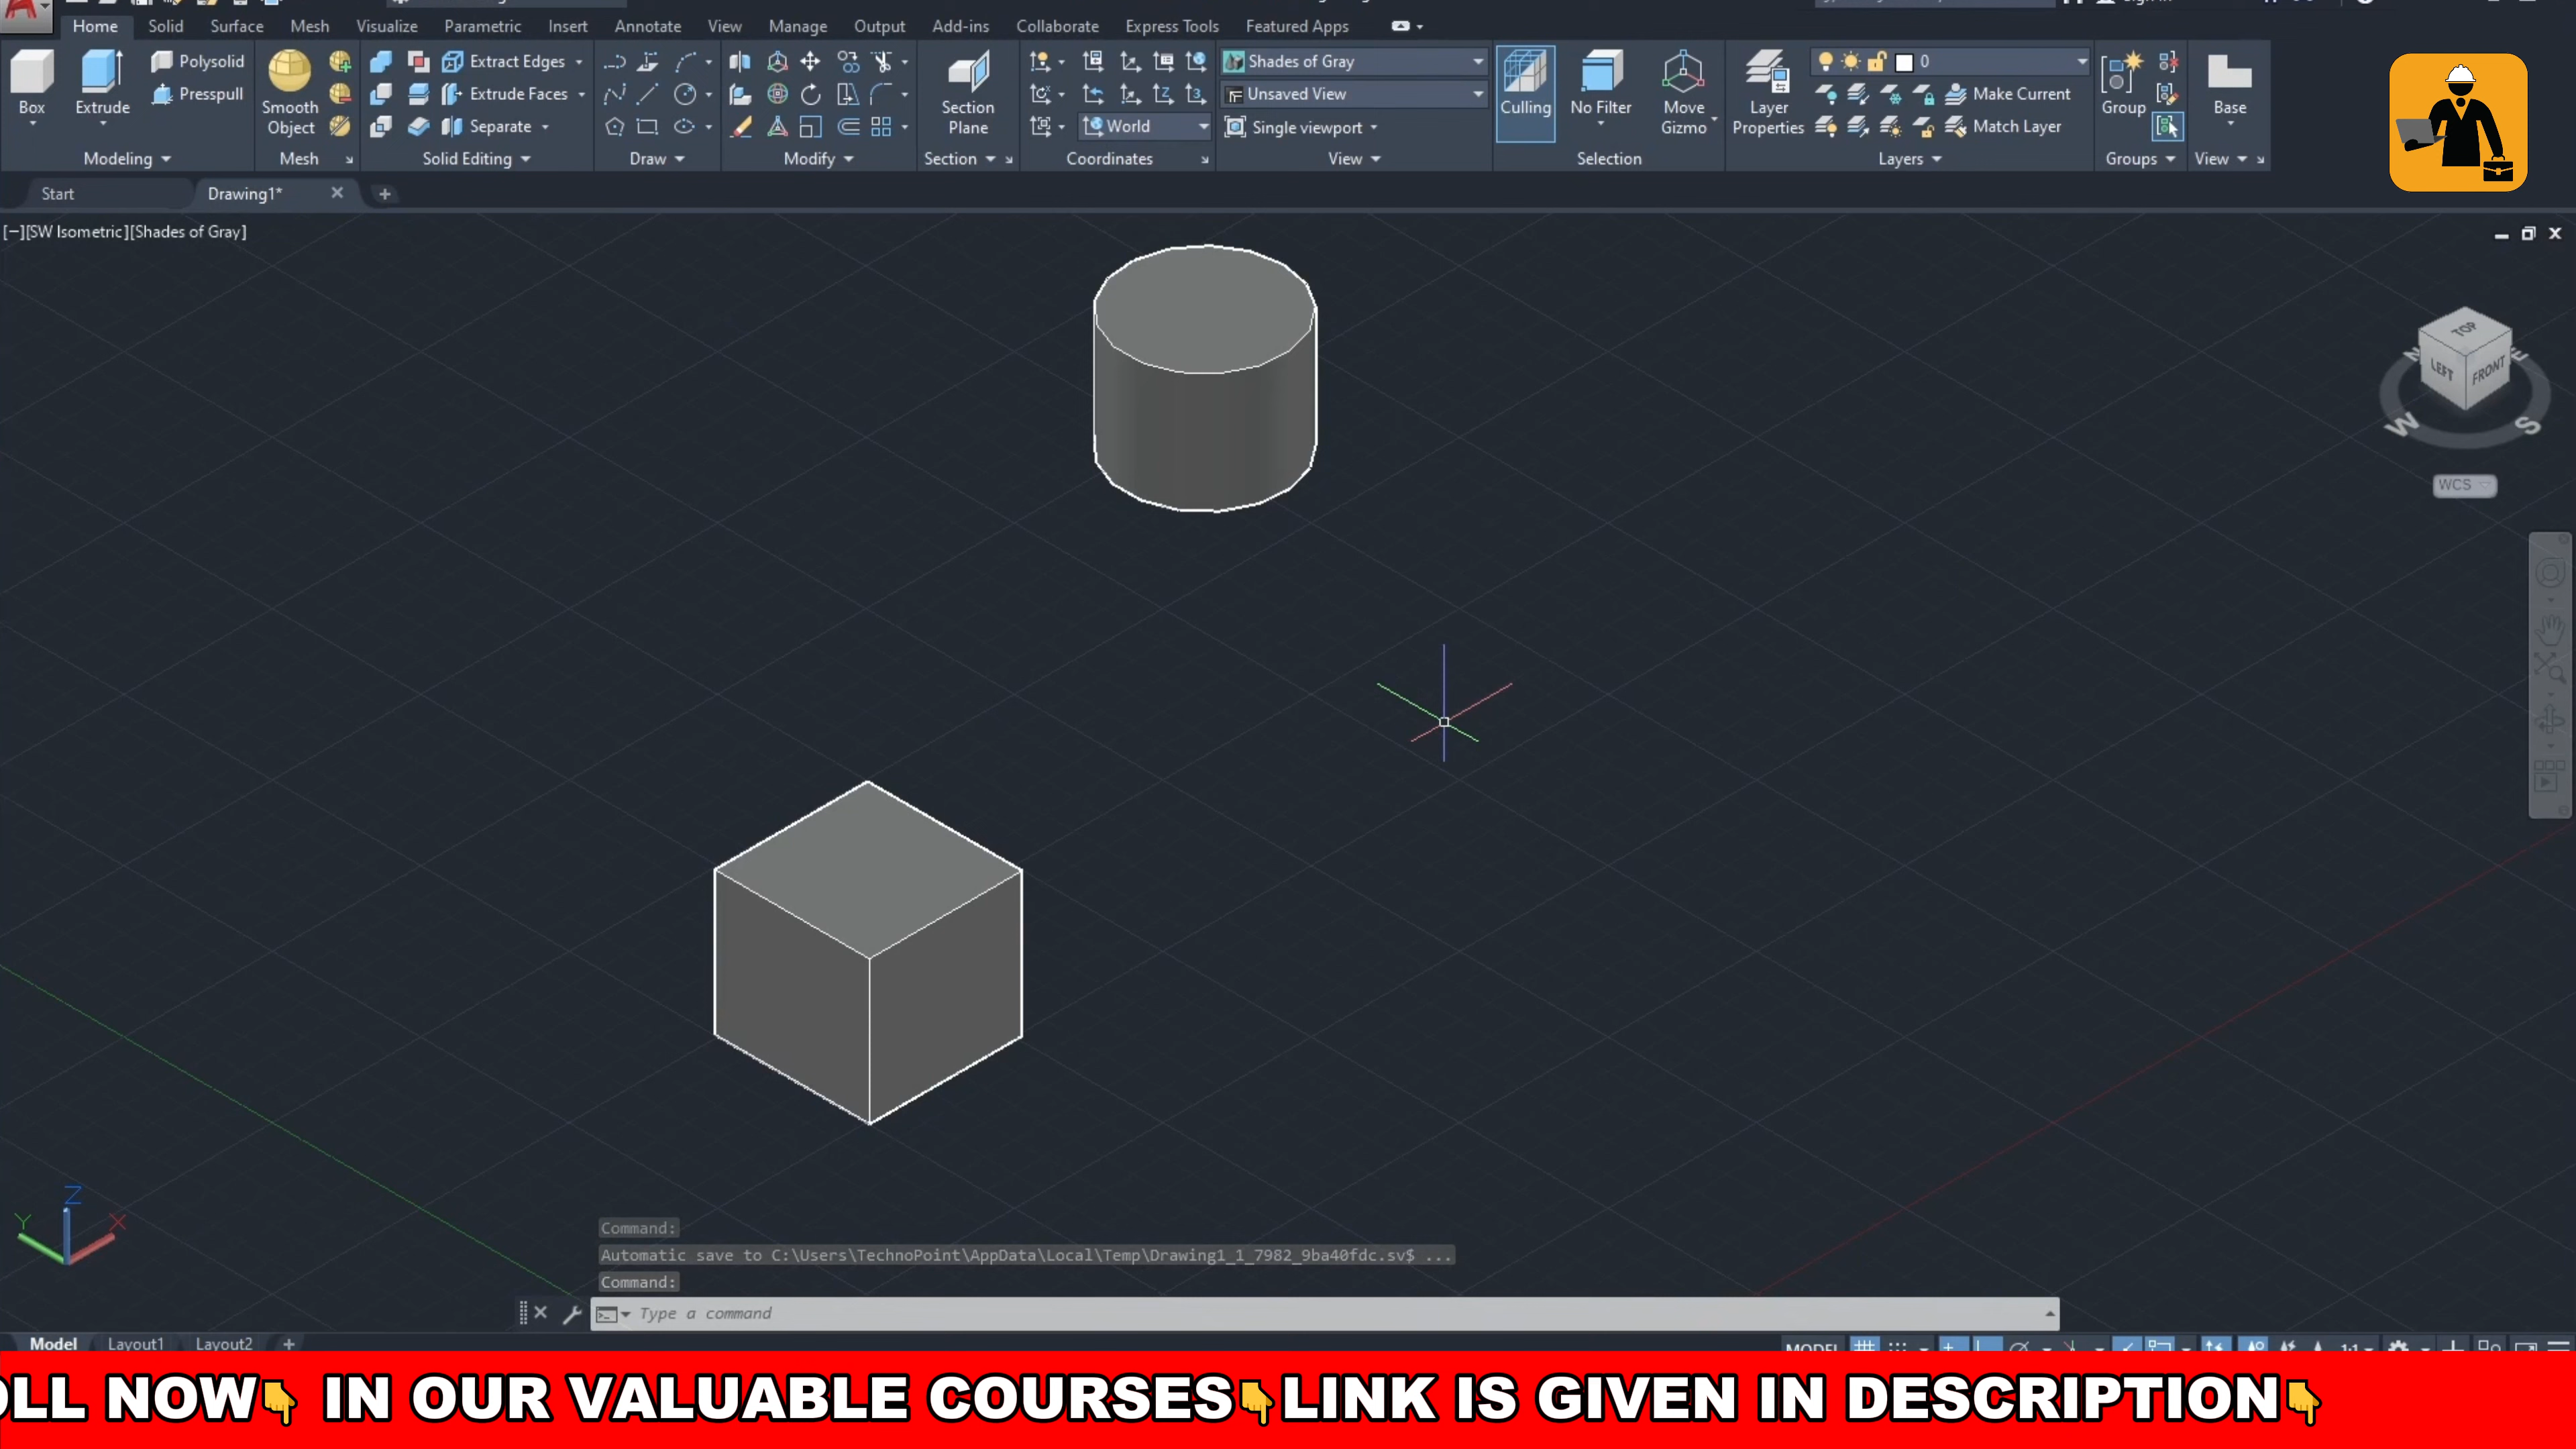 Home Solid Surface Mesh Visualize Parametric Insert Annotate View Manage Output Add-ins Collaborate Express Tools Featured Apps
Box
Extrude
Polysolid
Presspull
Modeling
Smooth
Object
Mesh
Extract Edges
Extrude Faces
Separate
Solid Editing
Draw
Modify
Section
Plane
Section
World
Coordinates
Shades of Gray
Unsaved View
Single viewport
View
Culling
No Filter
Move
Gizmo
Selection
Layer
Properties
0
Make Current
Match Layer
Layers
Group
Groups
Base
View
Start Drawing1*
[−][SW Isometric][Shades of Gray]
TOP
LEFT FRONT
N E
W S
WCS
Z
Y X
Command:
Automatic save to C:\Users\TechnoPoint\AppData\Local\Temp\Drawing1_1_7982_9ba40fdc.sv$ ...
Command:
Type a command
Model Layout1 Layout2
MODEL 1:1
OLL NOW👇 IN OUR VALUABLE COURSES👇LINK IS GIVEN IN DESCRIPTION👇